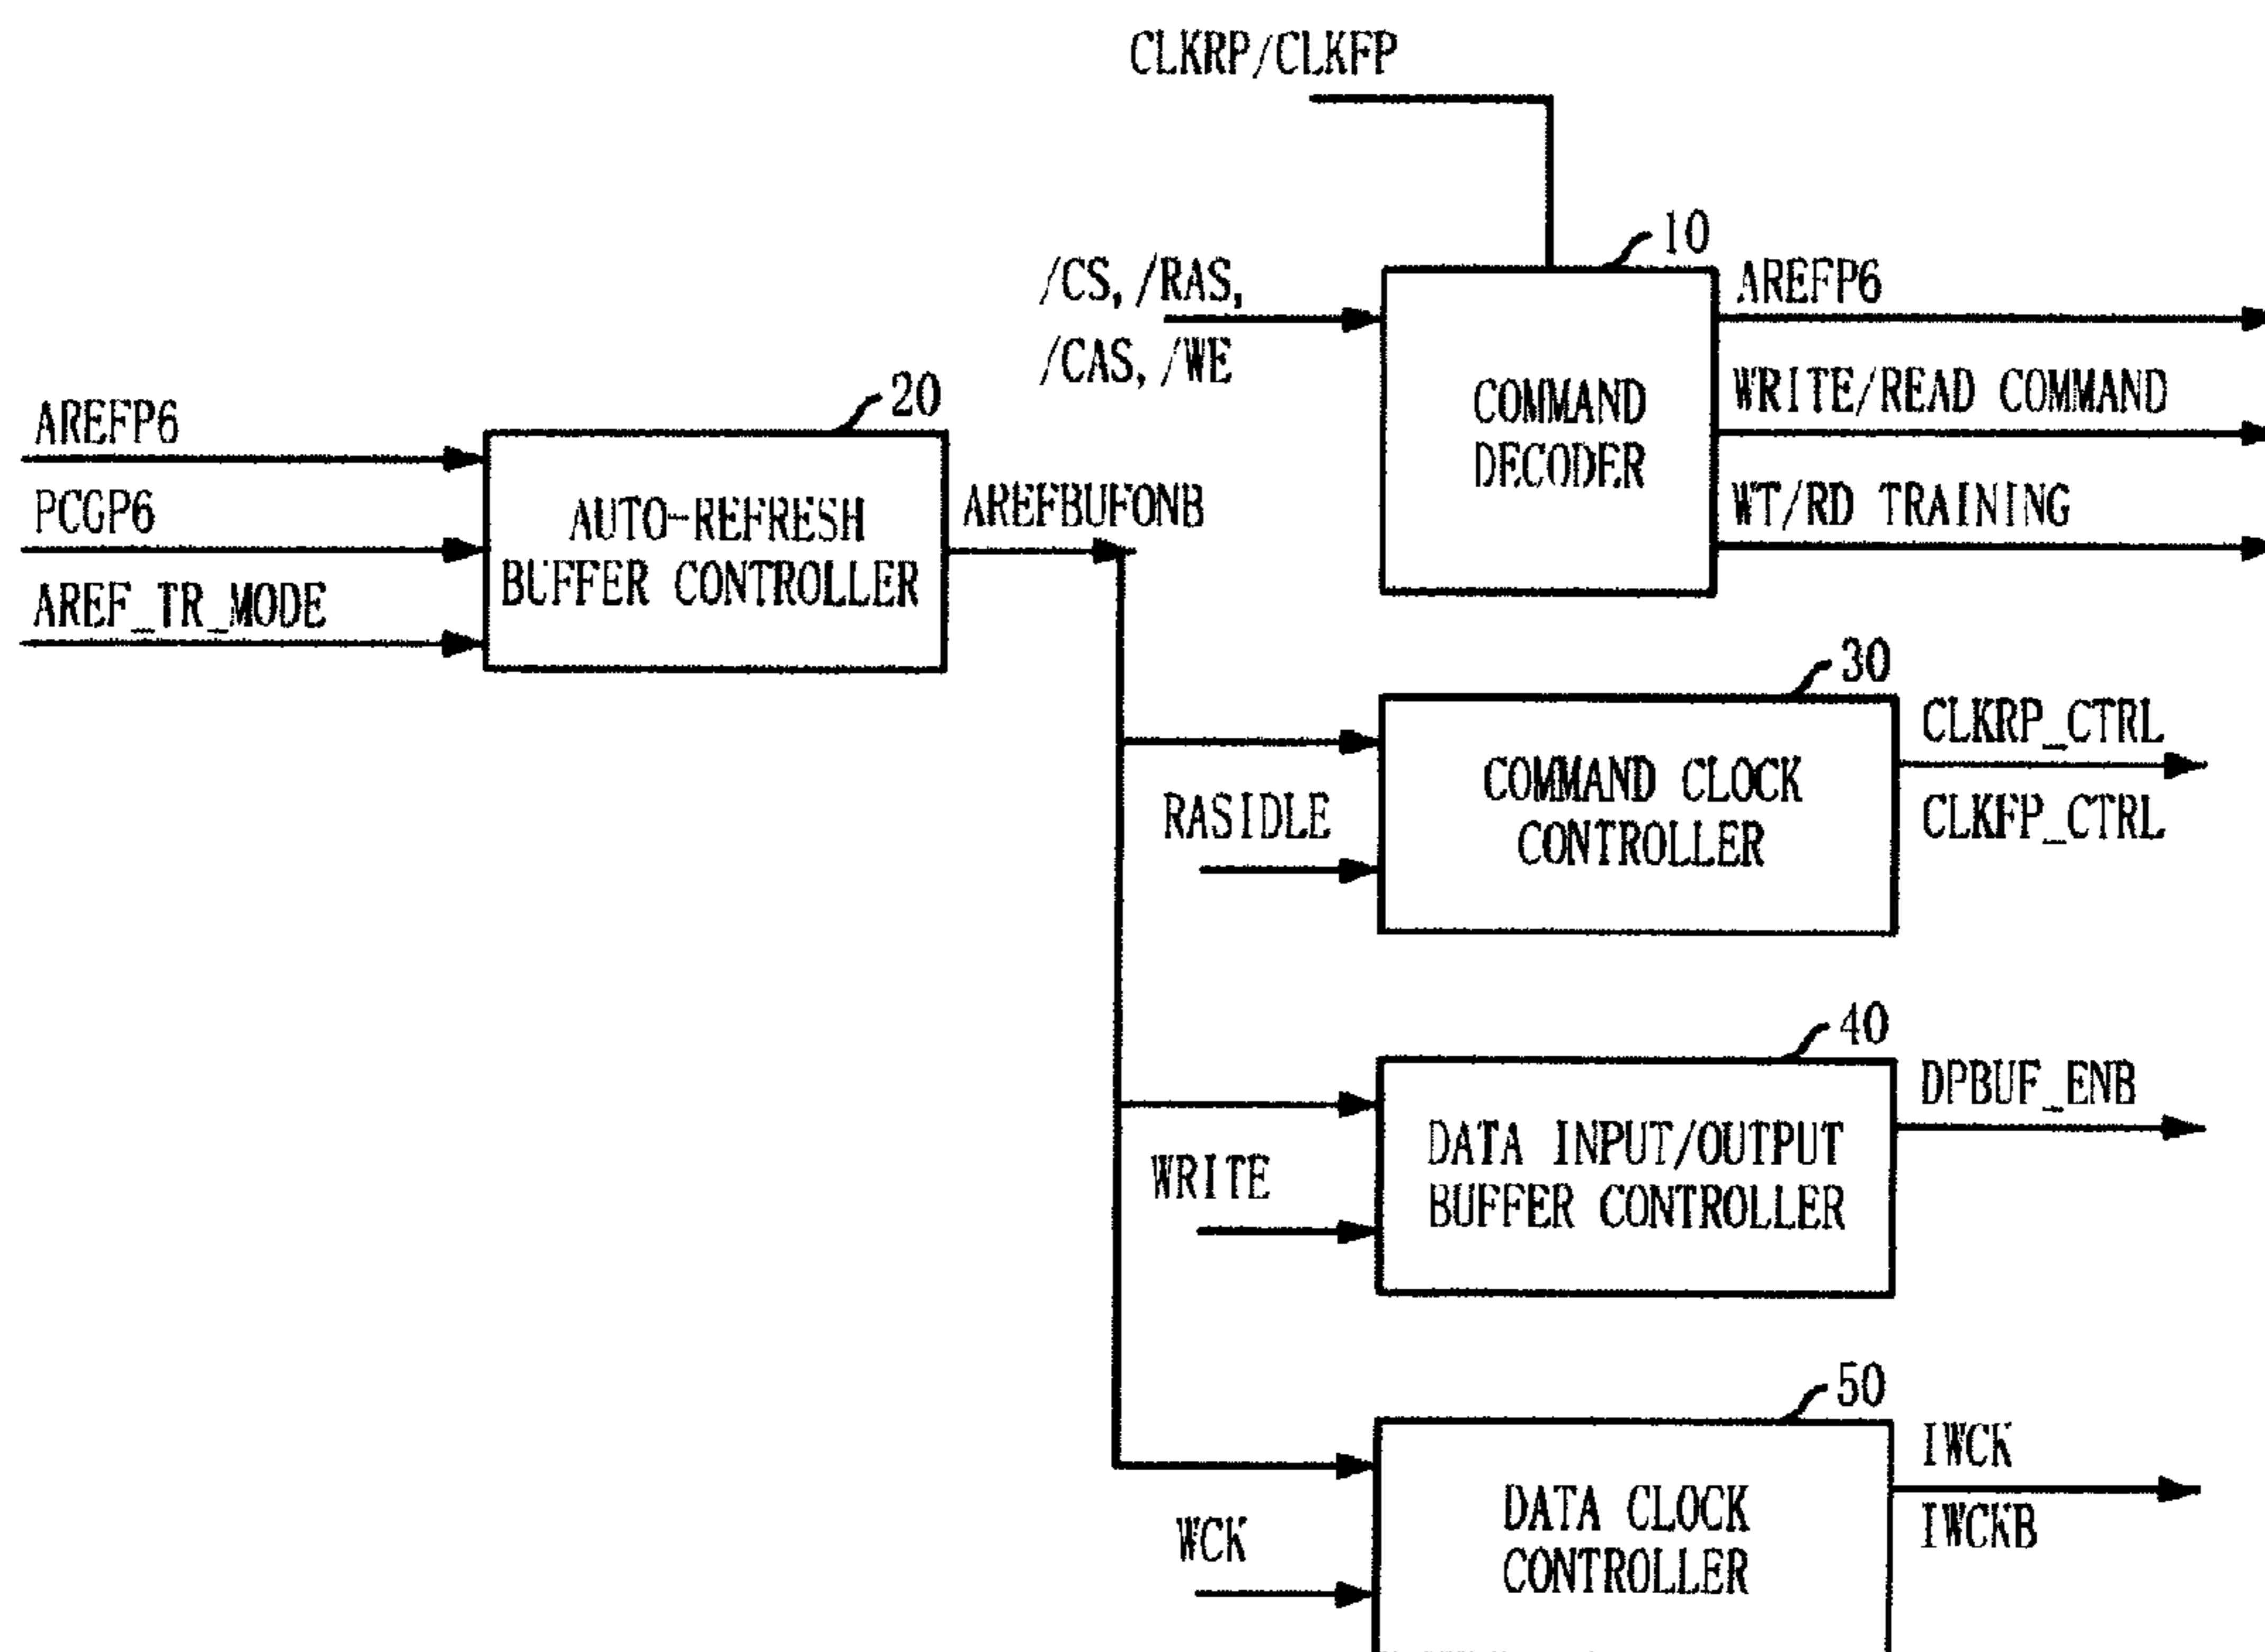 CLKRP/CLKFP
10
/CS, /RAS,
/CAS, /WE
COMMAND
DECODER
AREFP6
WRITE/READ COMMAND
WT/RD TRAINING
20
AREFP6
PCGP6
AREF_TR_MODE
AUTO-REFRESH
BUFFER CONTROLLER
AREFBUFONB
30
RASIDLE
COMMAND CLOCK
CONTROLLER
CLKRP_CTRL
CLKFP_CTRL
40
WRITE
DATA INPUT/OUTPUT
BUFFER CONTROLLER
DPBUF_ENB
50
WCK
DATA CLOCK
CONTROLLER
IWCK
IWCKB